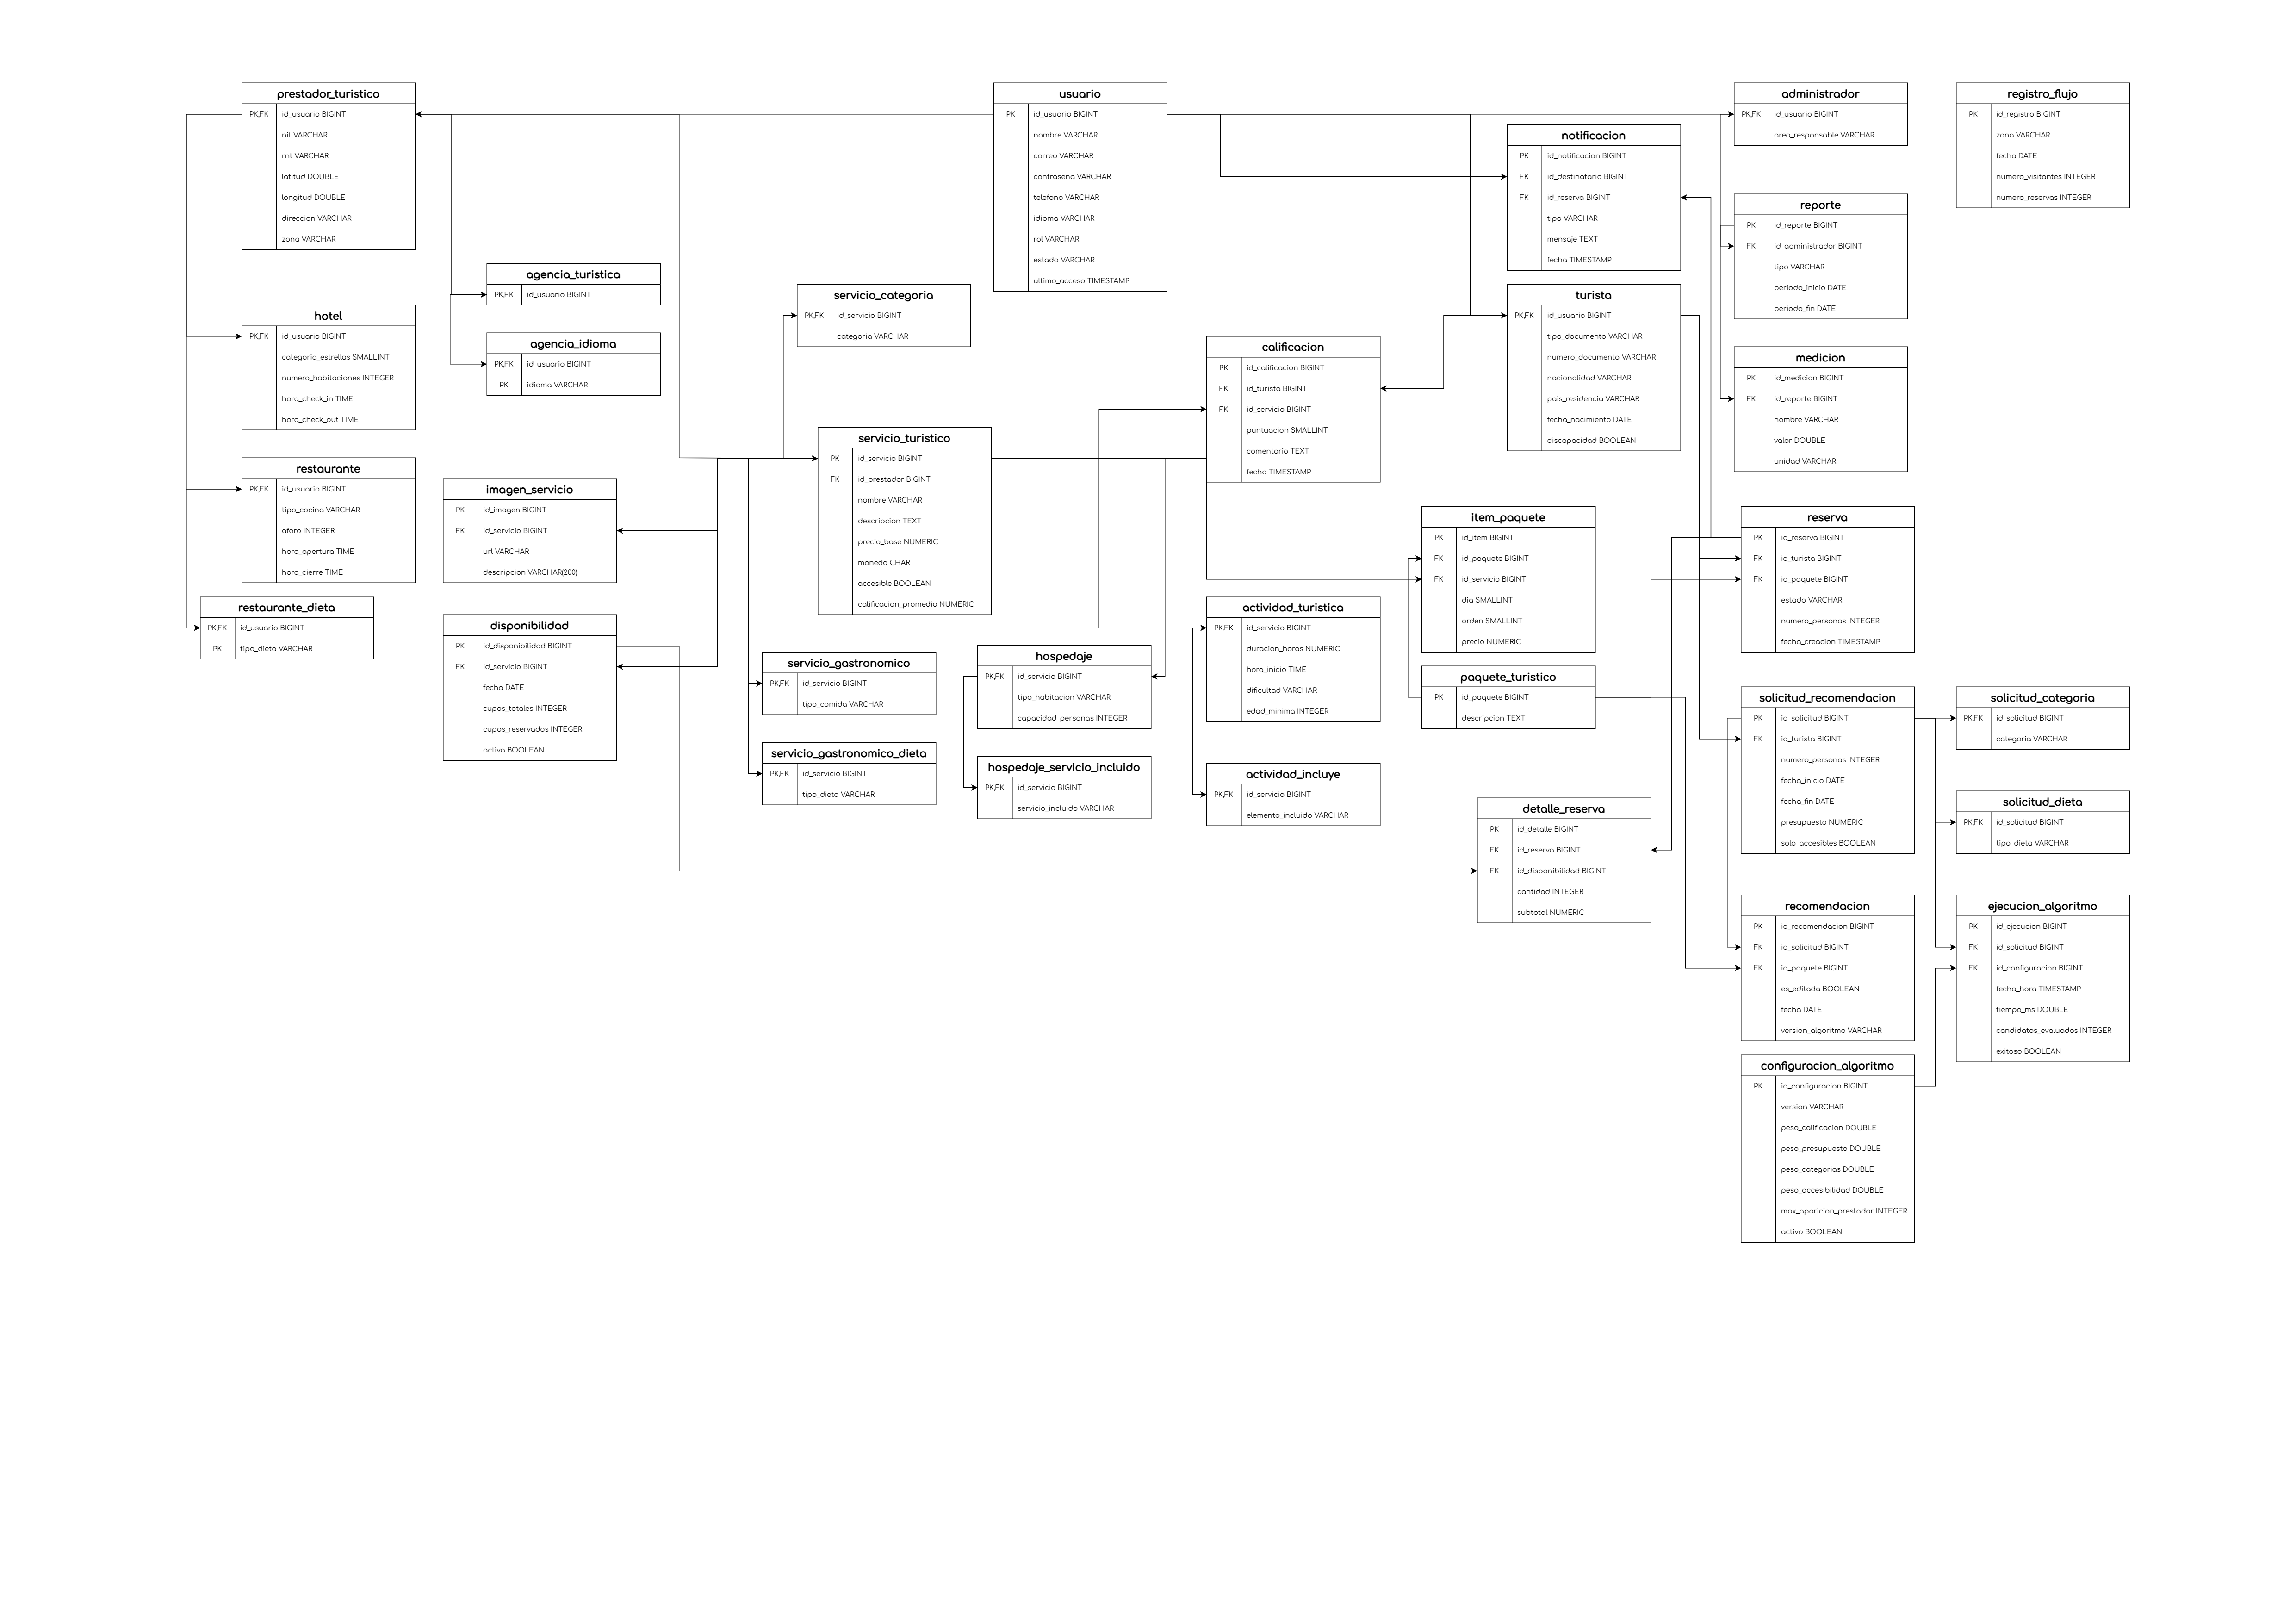 prestador_turistico
PK,FK id_usuario BIGINT
nit VARCHAR
rnt VARCHAR
latitud DOUBLE
longitud DOUBLE
direccion VARCHAR
zona VARCHAR
usuario
PK id_usuario BIGINT
nombre VARCHAR
correo VARCHAR
contrasena VARCHAR
telefono VARCHAR
idioma VARCHAR
rol VARCHAR
estado VARCHAR
ultimo_acceso TIMESTAMP
administrador
PK,FK id_usuario BIGINT
area_responsable VARCHAR
registro_flujo
PK id_registro BIGINT
zona VARCHAR
fecha DATE
numero_visitantes INTEGER
numero_reservas INTEGER
notificacion
PK id_notificacion BIGINT
FK id_destinatario BIGINT
FK id_reserva BIGINT
tipo VARCHAR
mensaje TEXT
fecha TIMESTAMP
reporte
PK id_reporte BIGINT
FK id_administrador BIGINT
tipo VARCHAR
periodo_inicio DATE
periodo_fin DATE
agencia_turistica
PK,FK id_usuario BIGINT
agencia_idioma
PK,FK id_usuario BIGINT
PK idioma VARCHAR
servicio_categoria
PK,FK id_servicio BIGINT
categoria VARCHAR
turista
PK,FK id_usuario BIGINT
tipo_documento VARCHAR
numero_documento VARCHAR
nacionalidad VARCHAR
pais_residencia VARCHAR
fecha_nacimiento DATE
discapacidad BOOLEAN
hotel
PK,FK id_usuario BIGINT
categoria_estrellas SMALLINT
numero_habitaciones INTEGER
hora_check_in TIME
hora_check_out TIME
calificacion
PK id_calificacion BIGINT
FK id_turista BIGINT
FK id_servicio BIGINT
puntuacion SMALLINT
comentario TEXT
fecha TIMESTAMP
medicion
PK id_medicion BIGINT
FK id_reporte BIGINT
nombre VARCHAR
valor DOUBLE
unidad VARCHAR
servicio_turistico
PK id_servicio BIGINT
FK id_prestador BIGINT
nombre VARCHAR
descripcion TEXT
precio_base NUMERIC
moneda CHAR
accesible BOOLEAN
calificacion_promedio NUMERIC
restaurante
PK,FK id_usuario BIGINT
tipo_cocina VARCHAR
aforo INTEGER
hora_apertura TIME
hora_cierre TIME
imagen_servicio
PK id_imagen BIGINT
FK id_servicio BIGINT
url VARCHAR
descripcion VARCHAR(200)
item_paquete
PK id_item BIGINT
FK id_paquete BIGINT
FK id_servicio BIGINT
dia SMALLINT
orden SMALLINT
precio NUMERIC
reserva
PK id_reserva BIGINT
FK id_turista BIGINT
FK id_paquete BIGINT
estado VARCHAR
numero_personas INTEGER
fecha_creacion TIMESTAMP
restaurante_dieta
PK,FK id_usuario BIGINT
PK tipo_dieta VARCHAR
disponibilidad
PK id_disponibilidad BIGINT
FK id_servicio BIGINT
fecha DATE
cupos_totales INTEGER
cupos_reservados INTEGER
activa BOOLEAN
actividad_turistica
PK,FK id_servicio BIGINT
duracion_horas NUMERIC
hora_inicio TIME
dificultad VARCHAR
edad_minima INTEGER
servicio_gastronomico
PK,FK id_servicio BIGINT
tipo_comida VARCHAR
hospedaje
PK,FK id_servicio BIGINT
tipo_habitacion VARCHAR
capacidad_personas INTEGER
paquete_turistico
PK id_paquete BIGINT
descripcion TEXT
solicitud_recomendacion
PK id_solicitud BIGINT
FK id_turista BIGINT
numero_personas INTEGER
fecha_inicio DATE
fecha_fin DATE
presupuesto NUMERIC
solo_accesibles BOOLEAN
solicitud_categoria
PK,FK id_solicitud BIGINT
categoria VARCHAR
servicio_gastronomico_dieta
PK,FK id_servicio BIGINT
tipo_dieta VARCHAR
hospedaje_servicio_incluido
PK,FK id_servicio BIGINT
servicio_incluido VARCHAR
actividad_incluye
PK,FK id_servicio BIGINT
elemento_incluido VARCHAR
solicitud_dieta
PK,FK id_solicitud BIGINT
tipo_dieta VARCHAR
detalle_reserva
PK id_detalle BIGINT
FK id_reserva BIGINT
FK id_disponibilidad BIGINT
cantidad INTEGER
subtotal NUMERIC
recomendacion
PK id_recomendacion BIGINT
FK id_solicitud BIGINT
FK id_paquete BIGINT
es_editada BOOLEAN
fecha DATE
version_algoritmo VARCHAR
ejecucion_algoritmo
PK id_ejecucion BIGINT
FK id_solicitud BIGINT
FK id_configuracion BIGINT
fecha_hora TIMESTAMP
tiempo_ms DOUBLE
candidatos_evaluados INTEGER
exitoso BOOLEAN
configuracion_algoritmo
PK id_configuracion BIGINT
version VARCHAR
peso_calificacion DOUBLE
peso_presupuesto DOUBLE
peso_categorias DOUBLE
peso_accesibilidad DOUBLE
max_aparicion_prestador INTEGER
activo BOOLEAN